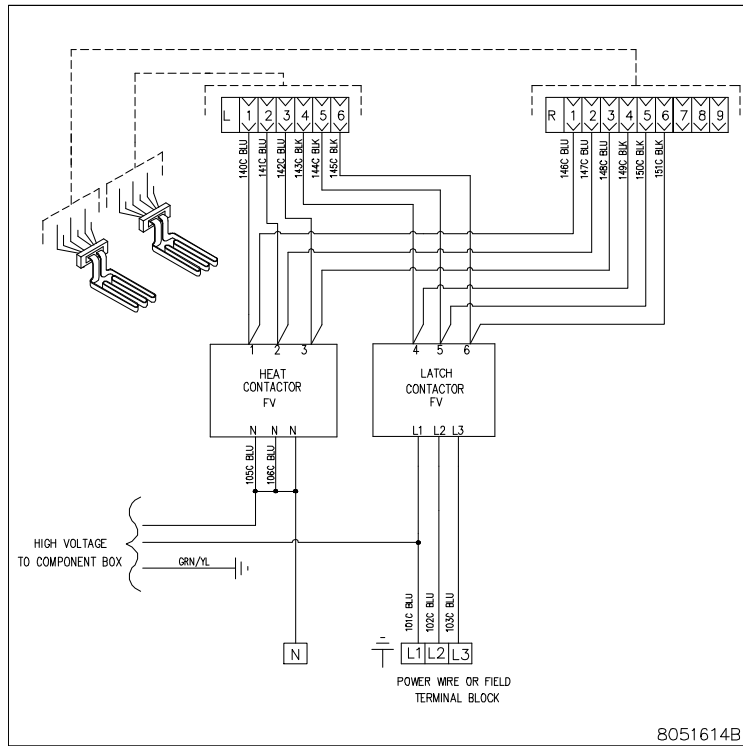 L 1 2 3 4 5 6
R 1 2 3 4 5 6 7 8 9
140C BLU
141C BLU
142C BLU
143C BLK
144C BLK
145C BLK
146C BLU
147C BLU
148C BLU
149C BLK
150C BLK
151C BLK
1 2 3
HEAT
CONTACTOR
FV
N N N
4 5 6
LATCH
CONTACTOR
FV
L1 L2 L3
105C BLU
106C BLU
HIGH VOLTAGE
TO COMPONENT BOX
GRN/YL
101C BLU
102C BLU
103C BLU
N
L1 L2 L3
POWER WIRE OR FIELD
TERMINAL BLOCK
8051614B